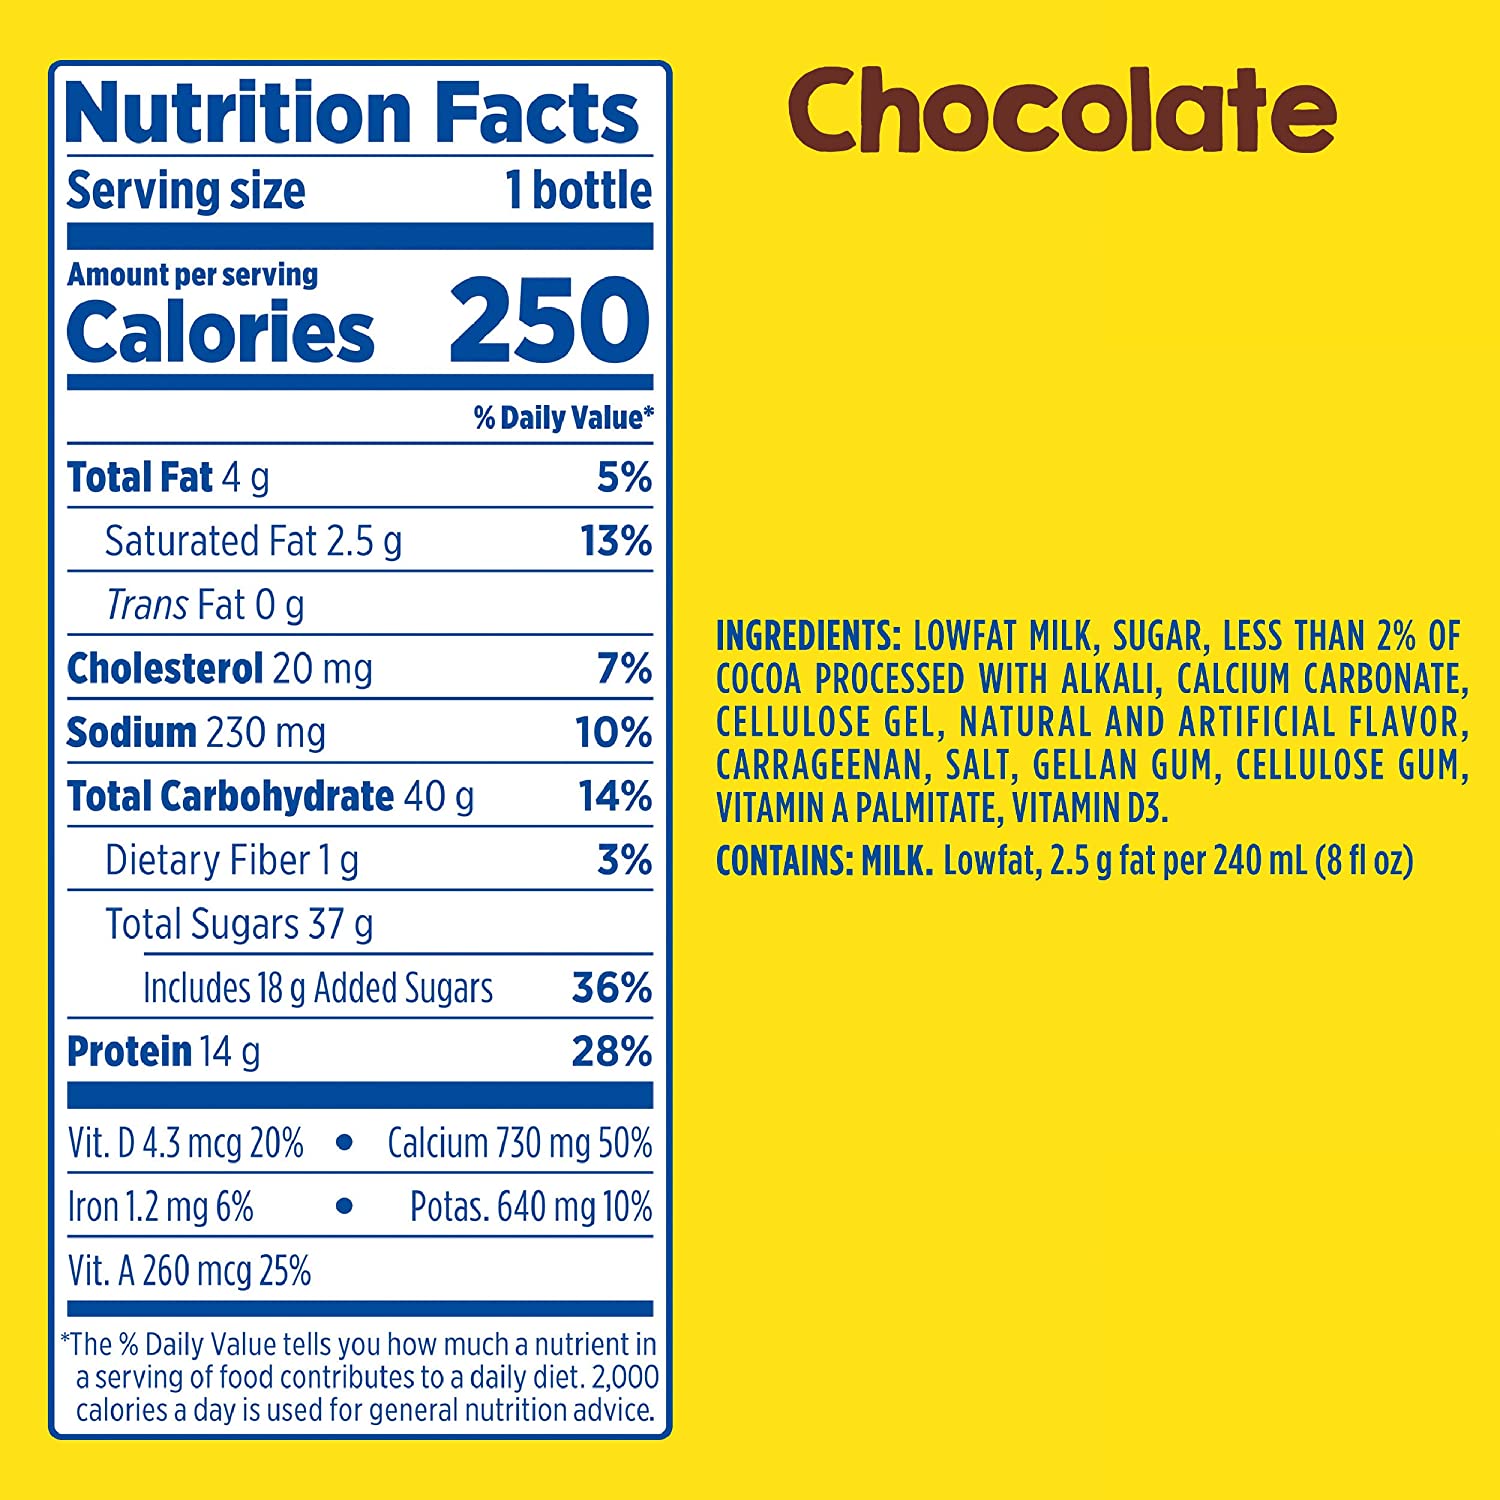 Nutrition Facts
Serving size 1 bottle
Amount per serving
Calories 250
% Daily Value*
Total Fat 4 g 5%
Saturated Fat 2.5 g 13%
Trans Fat 0 g
Cholesterol 20 mg 7%
Sodium 230 mg 10%
Total Carbohydrate 40 g 14%
Dietary Fiber 1 g 3%
Total Sugars 37 g
Includes 18 g Added Sugars 36%
Protein 14 g 28%
Vit. D 4.3 mcg 20% • Calcium 730 mg 50%
Iron 1.2 mg 6% • Potas. 640 mg 10%
Vit. A 260 mcg 25%
*The % Daily Value tells you how much a nutrient in
a serving of food contributes to a daily diet. 2,000
calories a day is used for general nutrition advice.
Chocolate
INGREDIENTS: LOWFAT MILK, SUGAR, LESS THAN 2% OF
COCOA PROCESSED WITH ALKALI, CALCIUM CARBONATE,
CELLULOSE GEL, NATURAL AND ARTIFICIAL FLAVOR,
CARRAGEENAN, SALT, GELLAN GUM, CELLULOSE GUM,
VITAMIN A PALMITATE, VITAMIN D3.
CONTAINS: MILK. Lowfat, 2.5 g fat per 240 mL (8 fl oz)